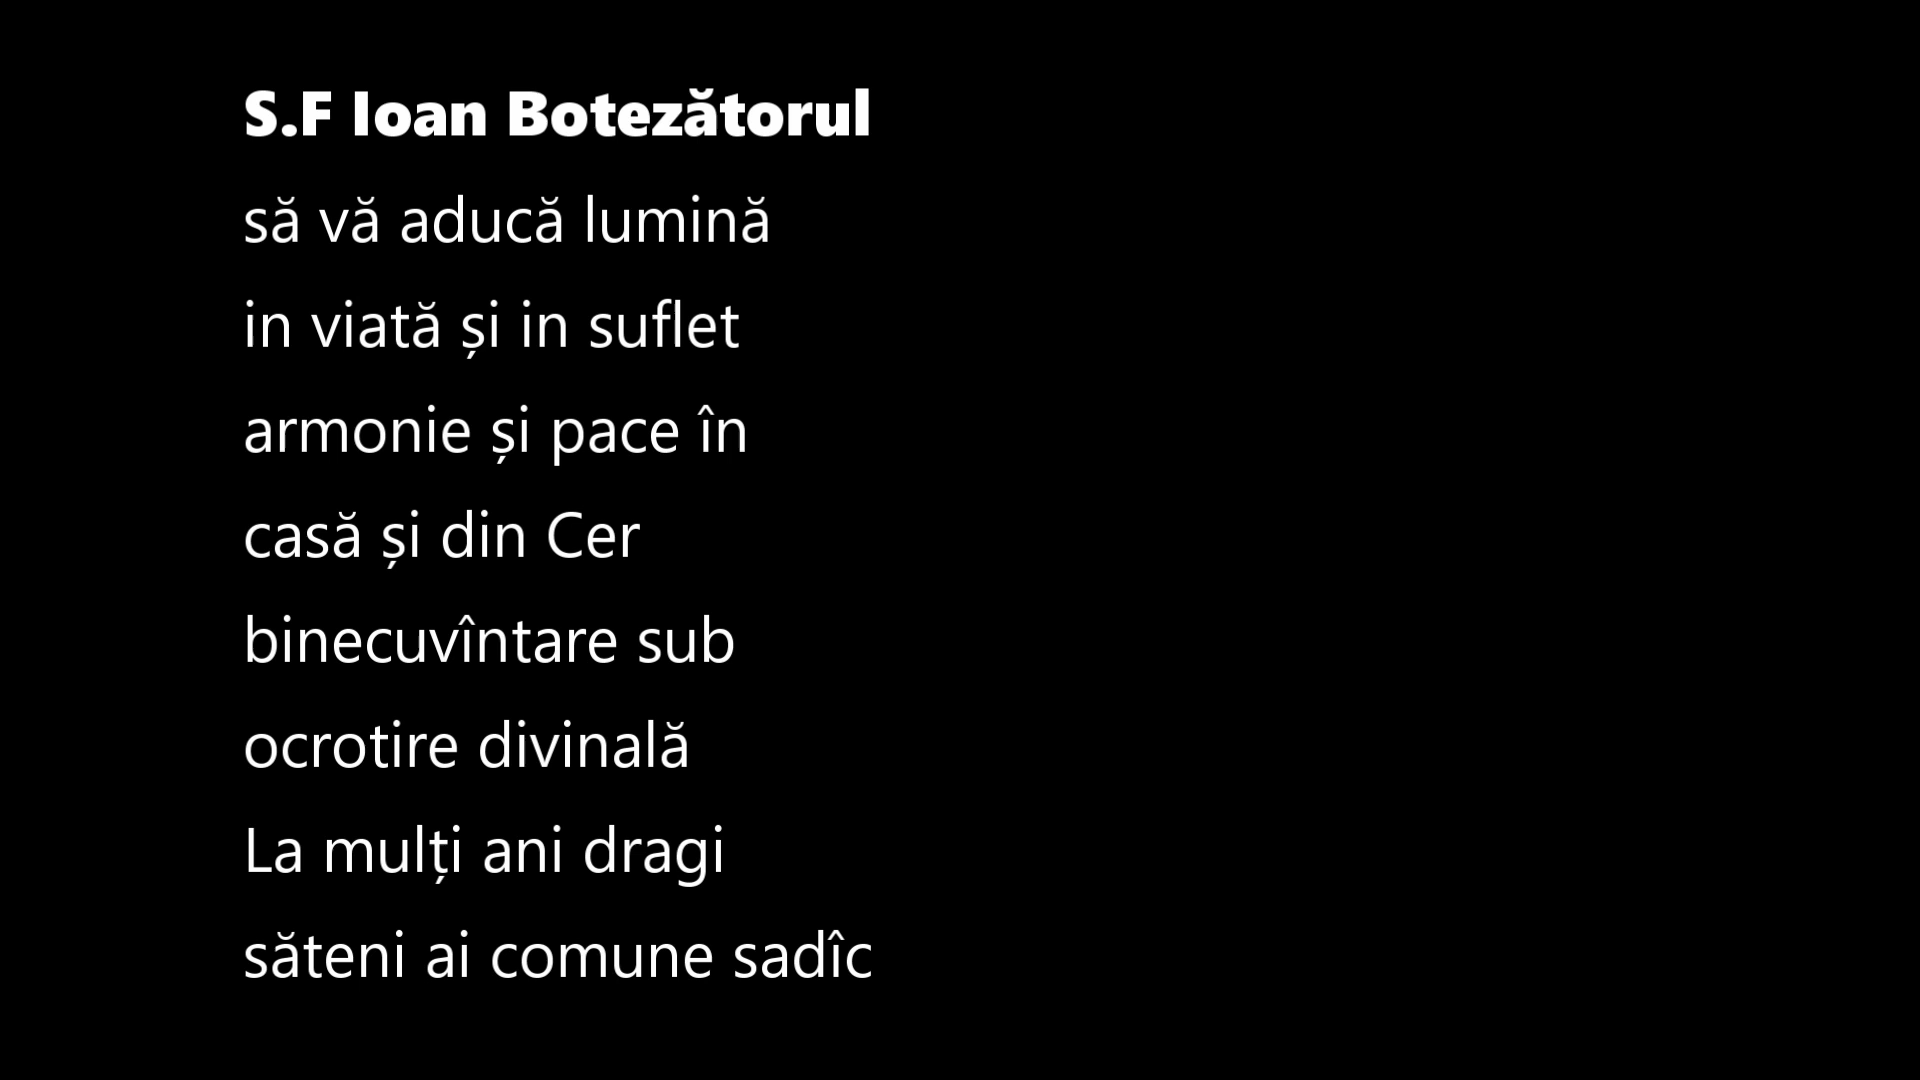 S.F Ioan Botezătorul
să vă aducă lumină
in viată și in suflet
armonie și pace în
casă și din Cer
binecuvîntare sub
ocrotire divinală
La mulți ani dragi
săteni ai comune sadîc